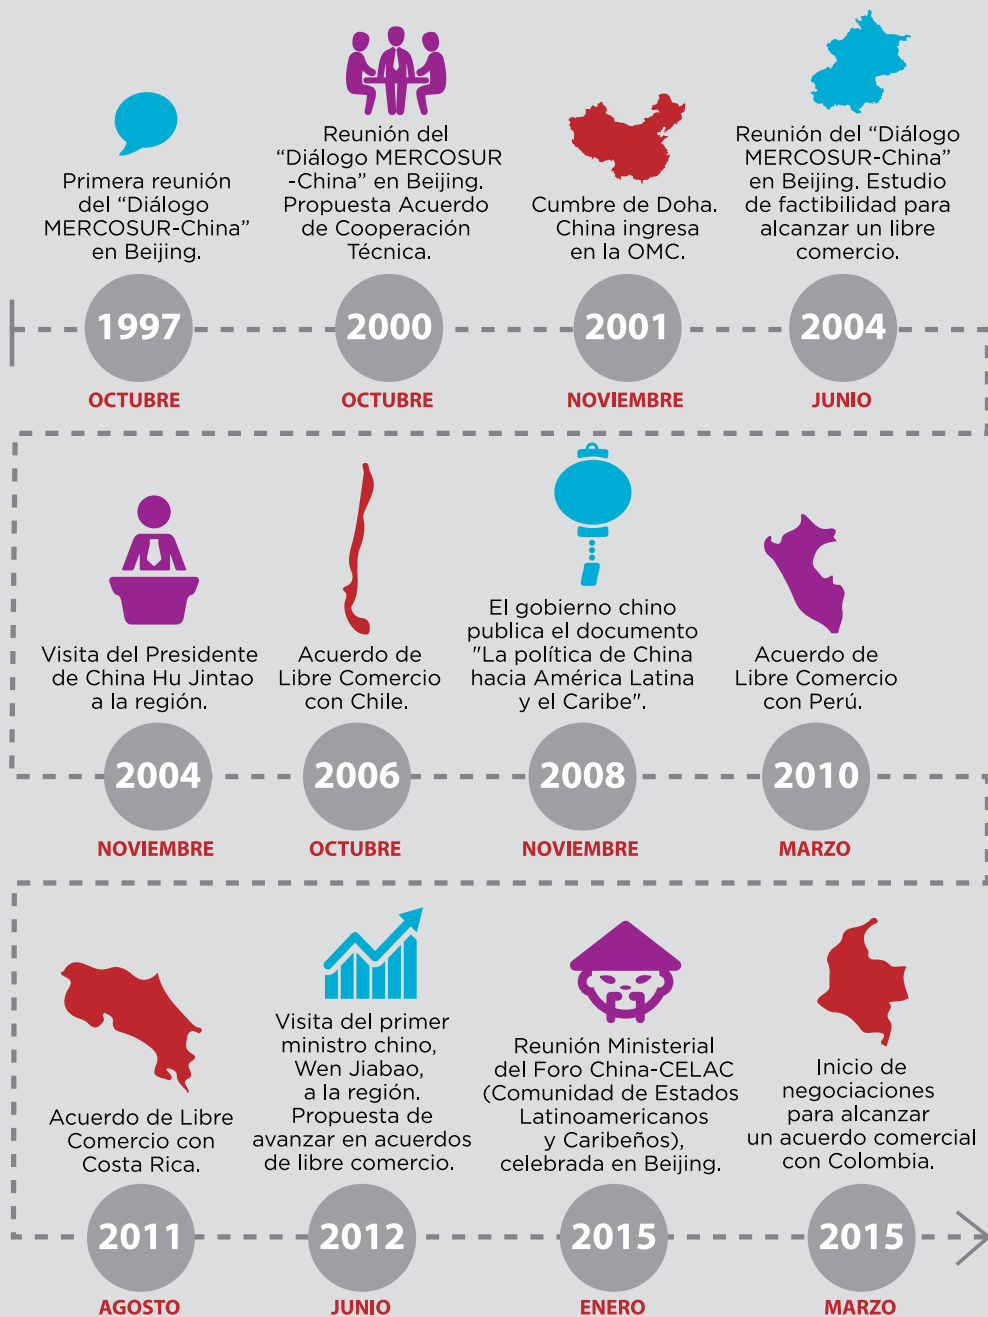 Primera reunión
del “Diálogo
MERCOSUR-China”
en Beijing.
1997
OCTUBRE
Reunión del
“Diálogo MERCOSUR
-China” en Beijing.
Propuesta Acuerdo
de Cooperación
Técnica.
2000
OCTUBRE
Cumbre de Doha.
China ingresa
en la OMC.
2001
NOVIEMBRE
Reunión del “Diálogo
MERCOSUR-China”
en Beijing. Estudio
de factibilidad para
alcanzar un libre
comercio.
2004
JUNIO
Visita del Presidente
de China Hu Jintao
a la región.
2004
NOVIEMBRE
Acuerdo de
Libre Comercio
con Chile.
2006
OCTUBRE
El gobierno chino
publica el documento
"La política de China
hacia América Latina
y el Caribe".
2008
NOVIEMBRE
Acuerdo de
Libre Comercio
con Perú.
2010
MARZO
Acuerdo de Libre
Comercio con
Costa Rica.
2011
AGOSTO
Visita del primer
ministro chino,
Wen Jiabao,
a la región.
Propuesta de
avanzar en acuerdos
de libre comercio.
2012
JUNIO
Reunión Ministerial
del Foro China-CELAC
(Comunidad de Estados
Latinoamericanos
y Caribeños),
celebrada en Beijing.
2015
ENERO
Inicio de
negociaciones
para alcanzar
un acuerdo comercial
con Colombia.
2015
MARZO